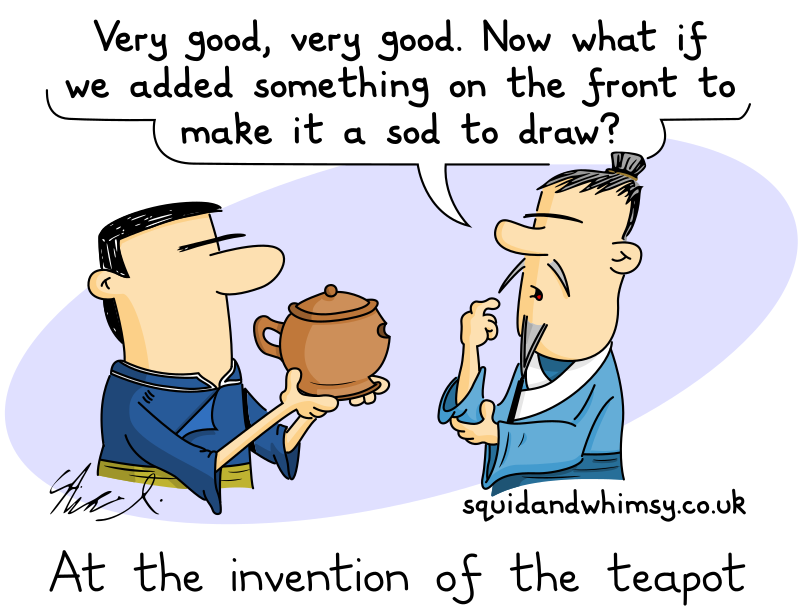 Very good, very good. Now what if
we added something on the front to
make it a sod to draw?
squidandwhimsy.co.uk
At the invention of the teapot